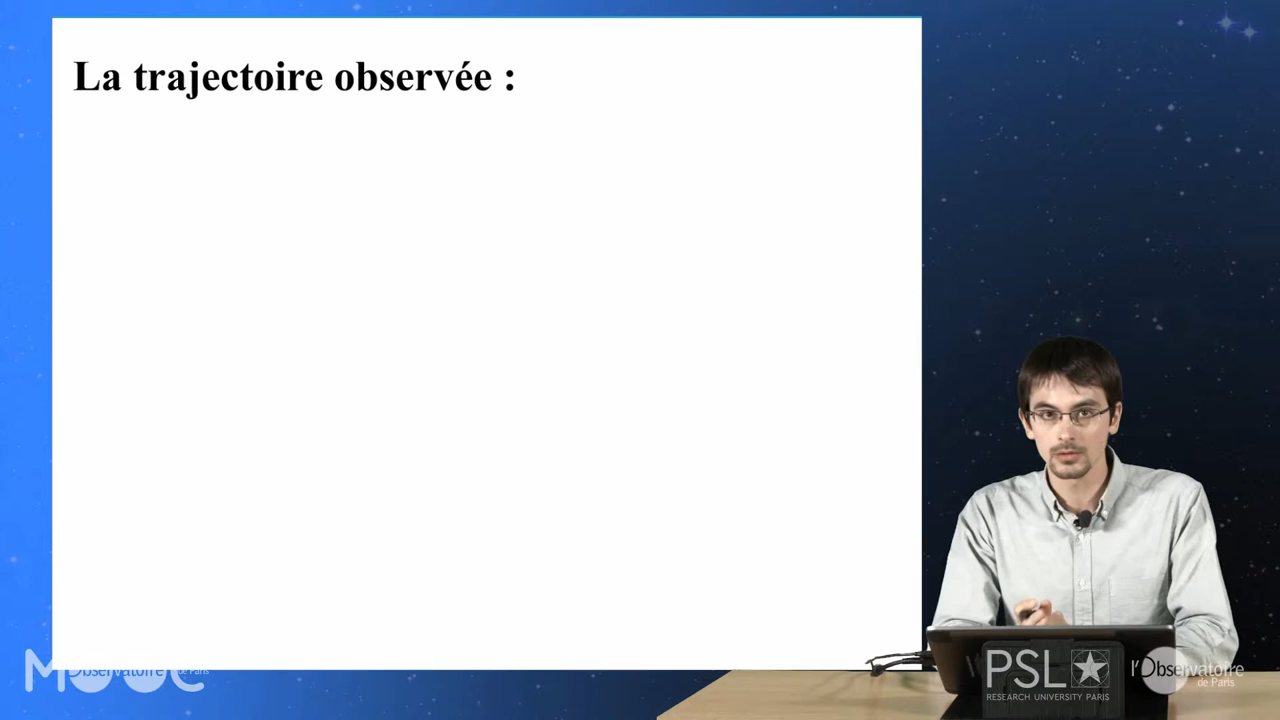 La trajectoire observée :
MOOC
Observatoire
de Paris
PSL
RESEARCH UNIVERSITY PARIS
l'Observatoire
de Paris